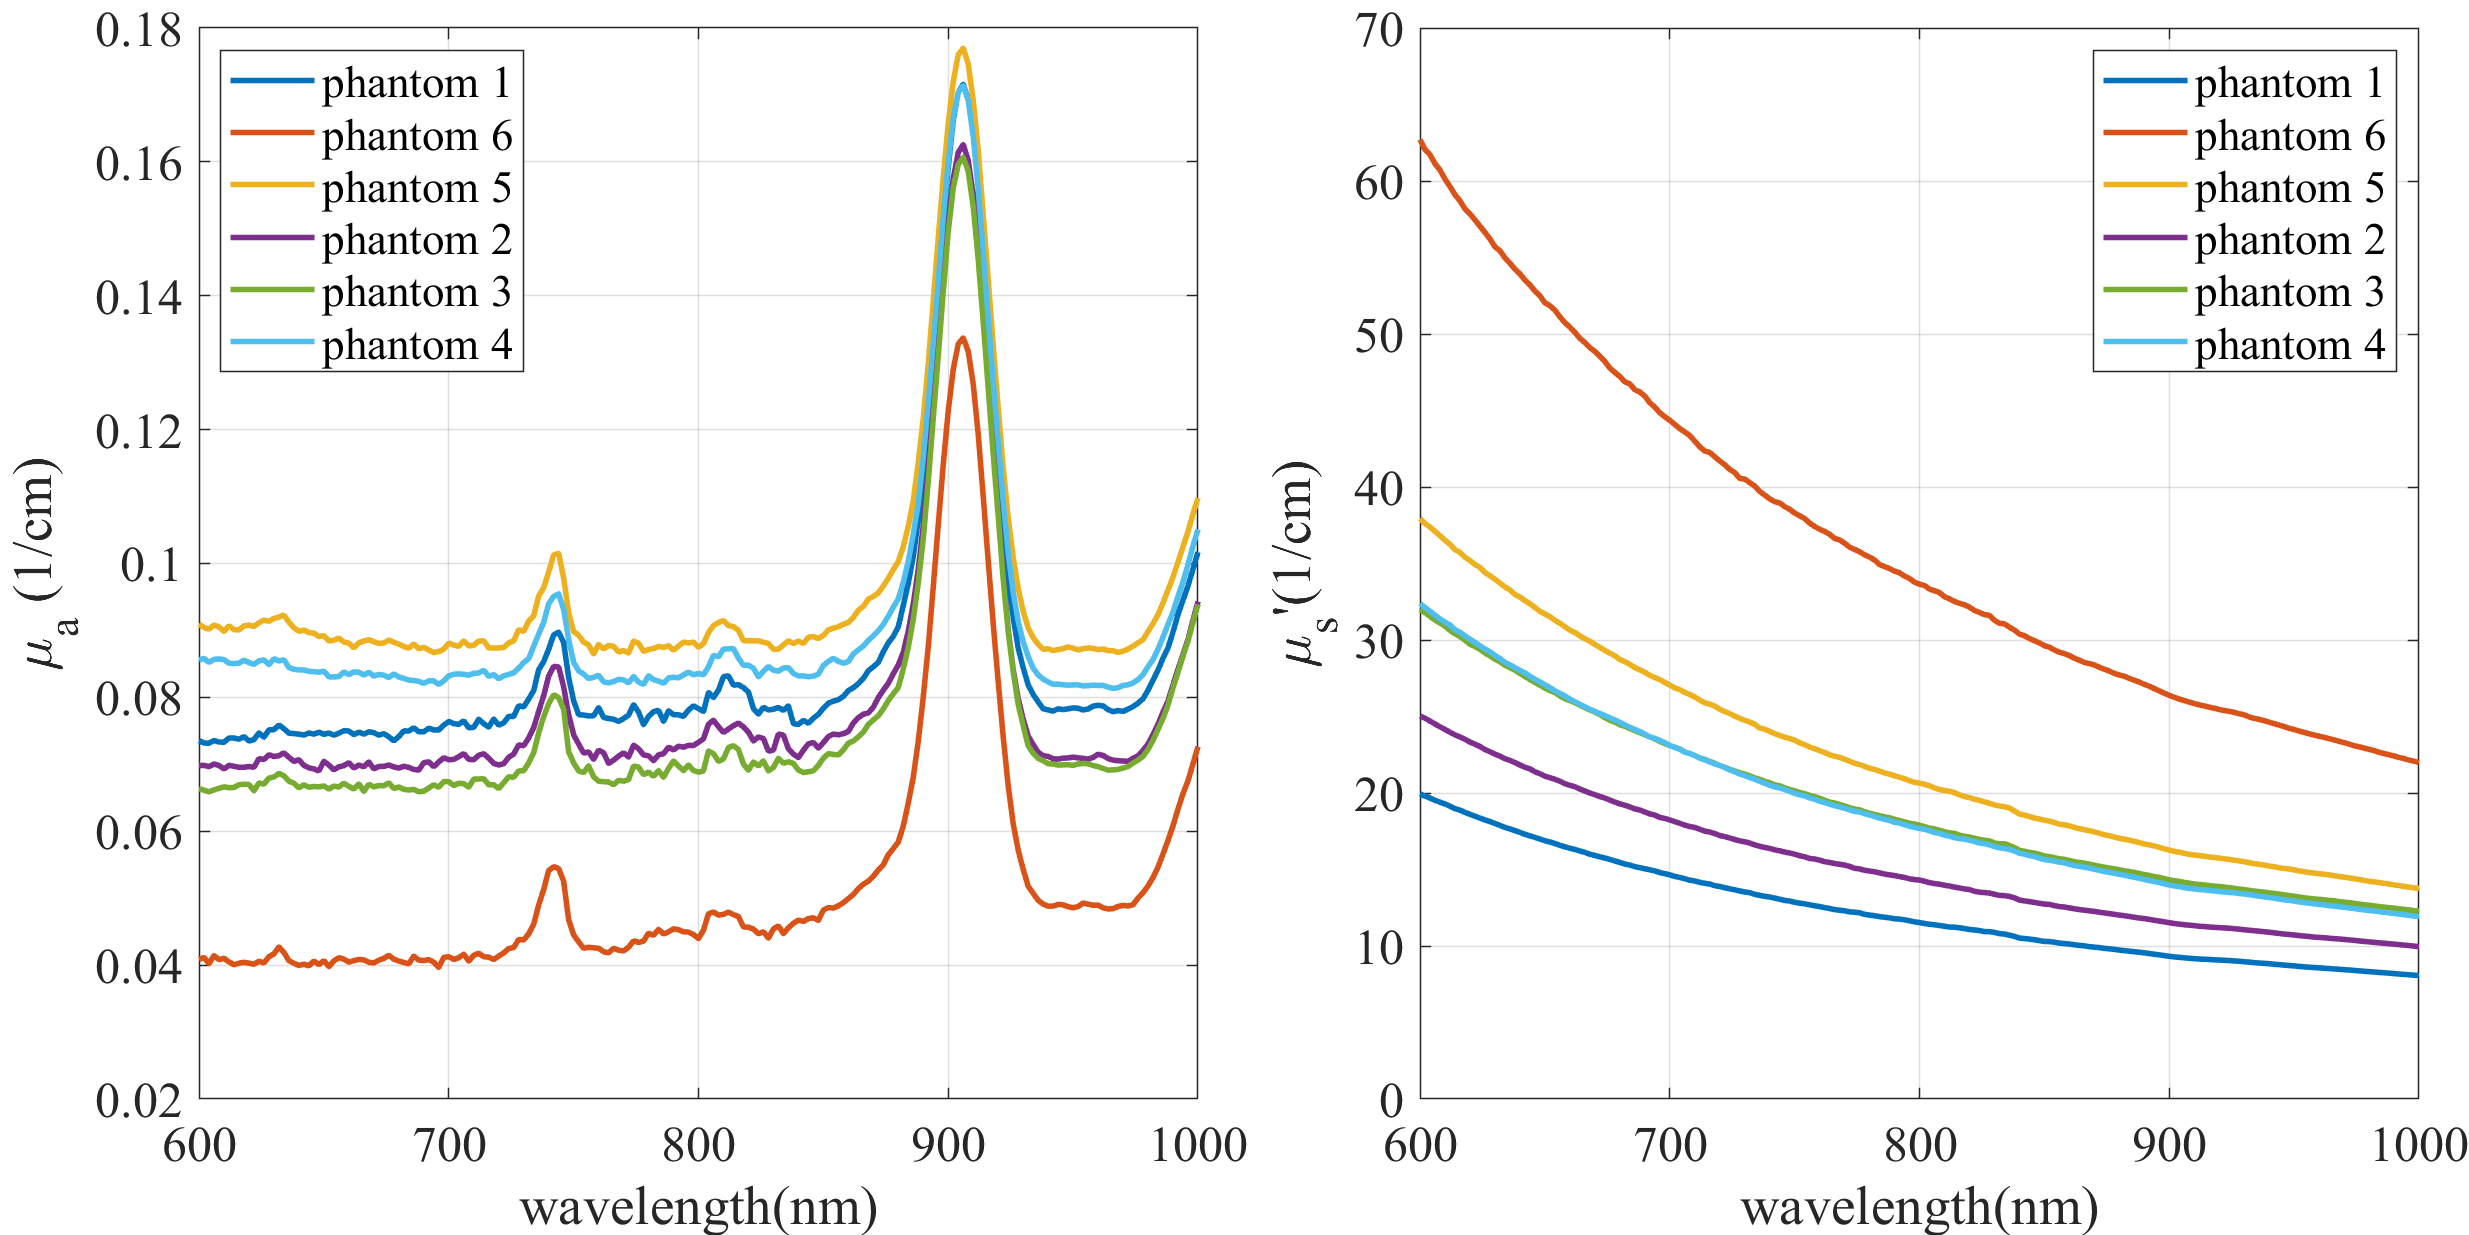 0.18
0.16
0.14
0.12
0.1
0.08
0.06
0.04
0.02
μa (1/cm)
phantom 1
phantom 6
phantom 5
phantom 2
phantom 3
phantom 4
600 700 800 900 1000
wavelength(nm)
70
60
50
40
30
20
10
0
μs'(1/cm)
phantom 1
phantom 6
phantom 5
phantom 2
phantom 3
phantom 4
600 700 800 900 1000
wavelength(nm)